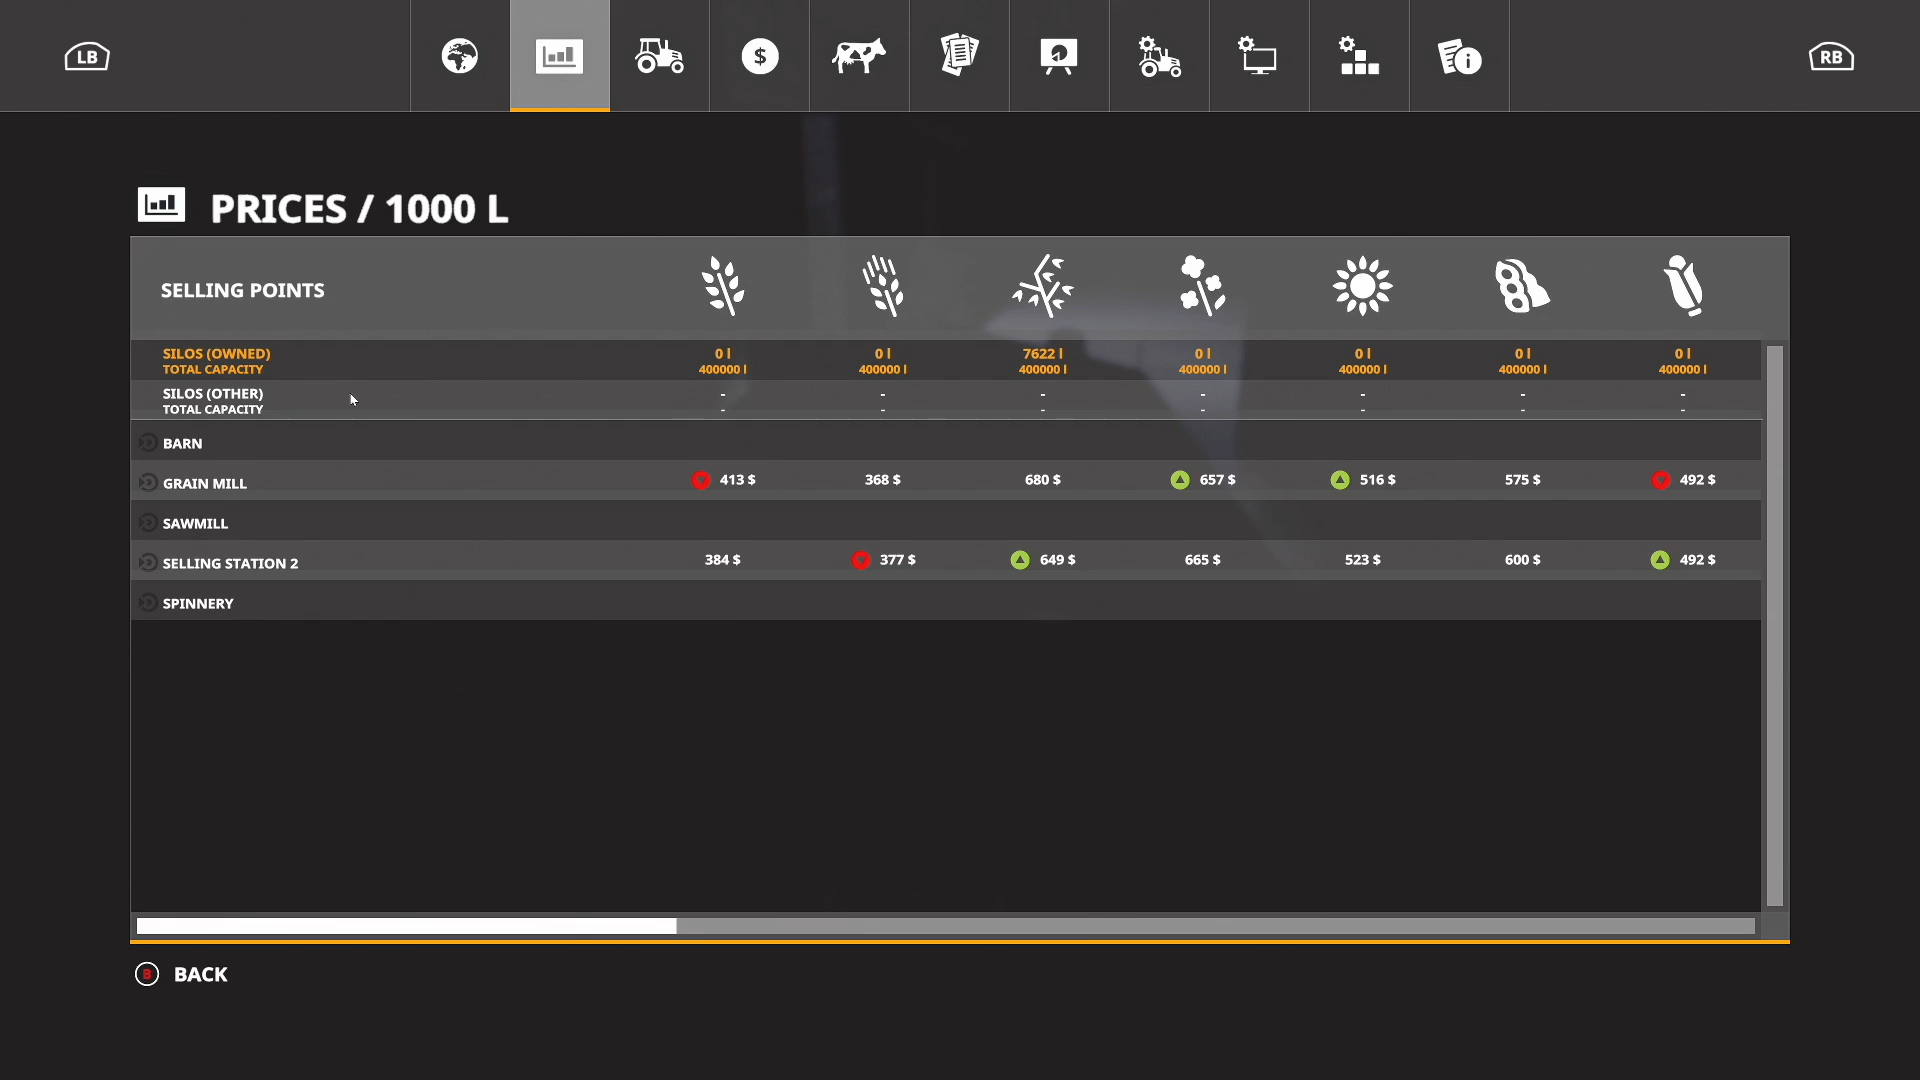 LB
$
RB
PRICES / 1000 L
SELLING POINTS
SILOS (OWNED) 0 l 0 l 7622 l 0 l 0 l 0 l 0 l
TOTAL CAPACITY 400000 l 400000 l 400000 l 400000 l 400000 l 400000 l 400000 l
SILOS (OTHER) - - - - - - -
TOTAL CAPACITY - - - - - - -
BARN
GRAIN MILL 413 $ 368 $ 680 $ 657 $ 516 $ 575 $ 492 $
SAWMILL
SELLING STATION 2 384 $ 377 $ 649 $ 665 $ 523 $ 600 $ 492 $
SPINNERY
B BACK